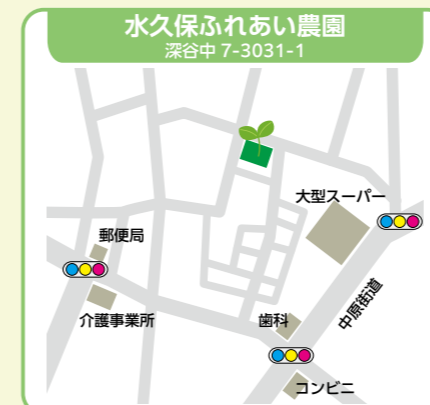 水久保ふれあい農園
深谷中 7-3031-1
大型スーパー
郵便局
中原街道
介護事業所
歯科
コンビニ